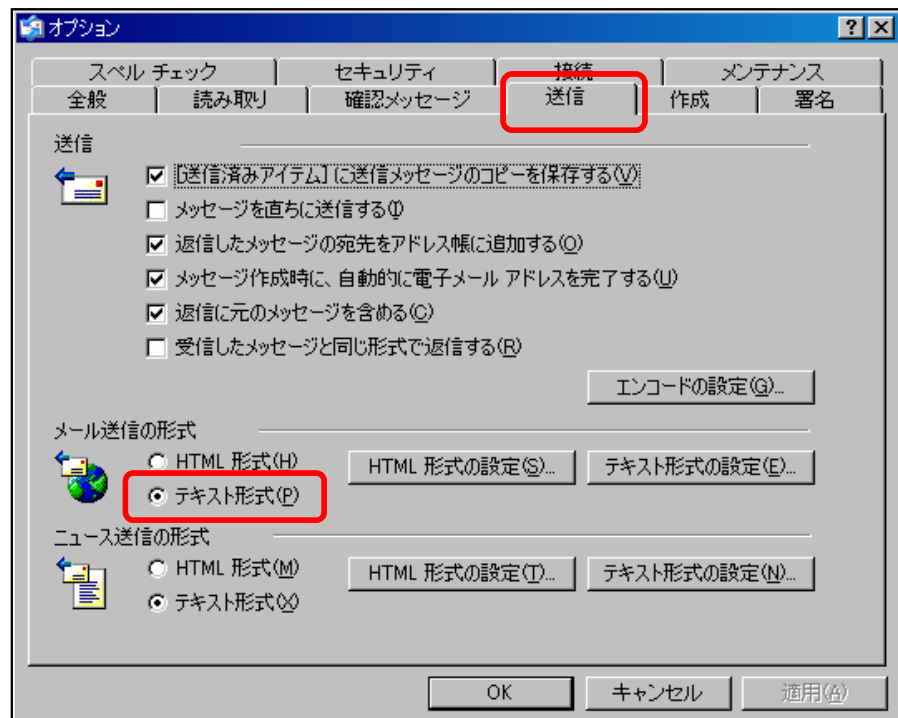 オプション
スペル チェック セキュリティ 接続 メンテナンス
全般 読み取り 確認メッセージ 送信 作成 署名
送信
[送信済みアイテム] に送信メッセージのコピーを保存する(V)
メッセージを直ちに送信する(I)
返信したメッセージの宛先をアドレス帳に追加する(O)
メッセージ作成時に、自動的に電子メール アドレスを完了する(U)
返信に元のメッセージを含める(C)
受信したメッセージと同じ形式で返信する(R)
エンコードの設定(G)...
メール送信の形式
HTML 形式(H) HTML 形式の設定(S)... テキスト形式の設定(E)...
テキスト形式(P)
ニュース送信の形式
HTML 形式(M) HTML 形式の設定(T)... テキスト形式の設定(N)...
テキスト形式(X)
OK キャンセル 適用(A)